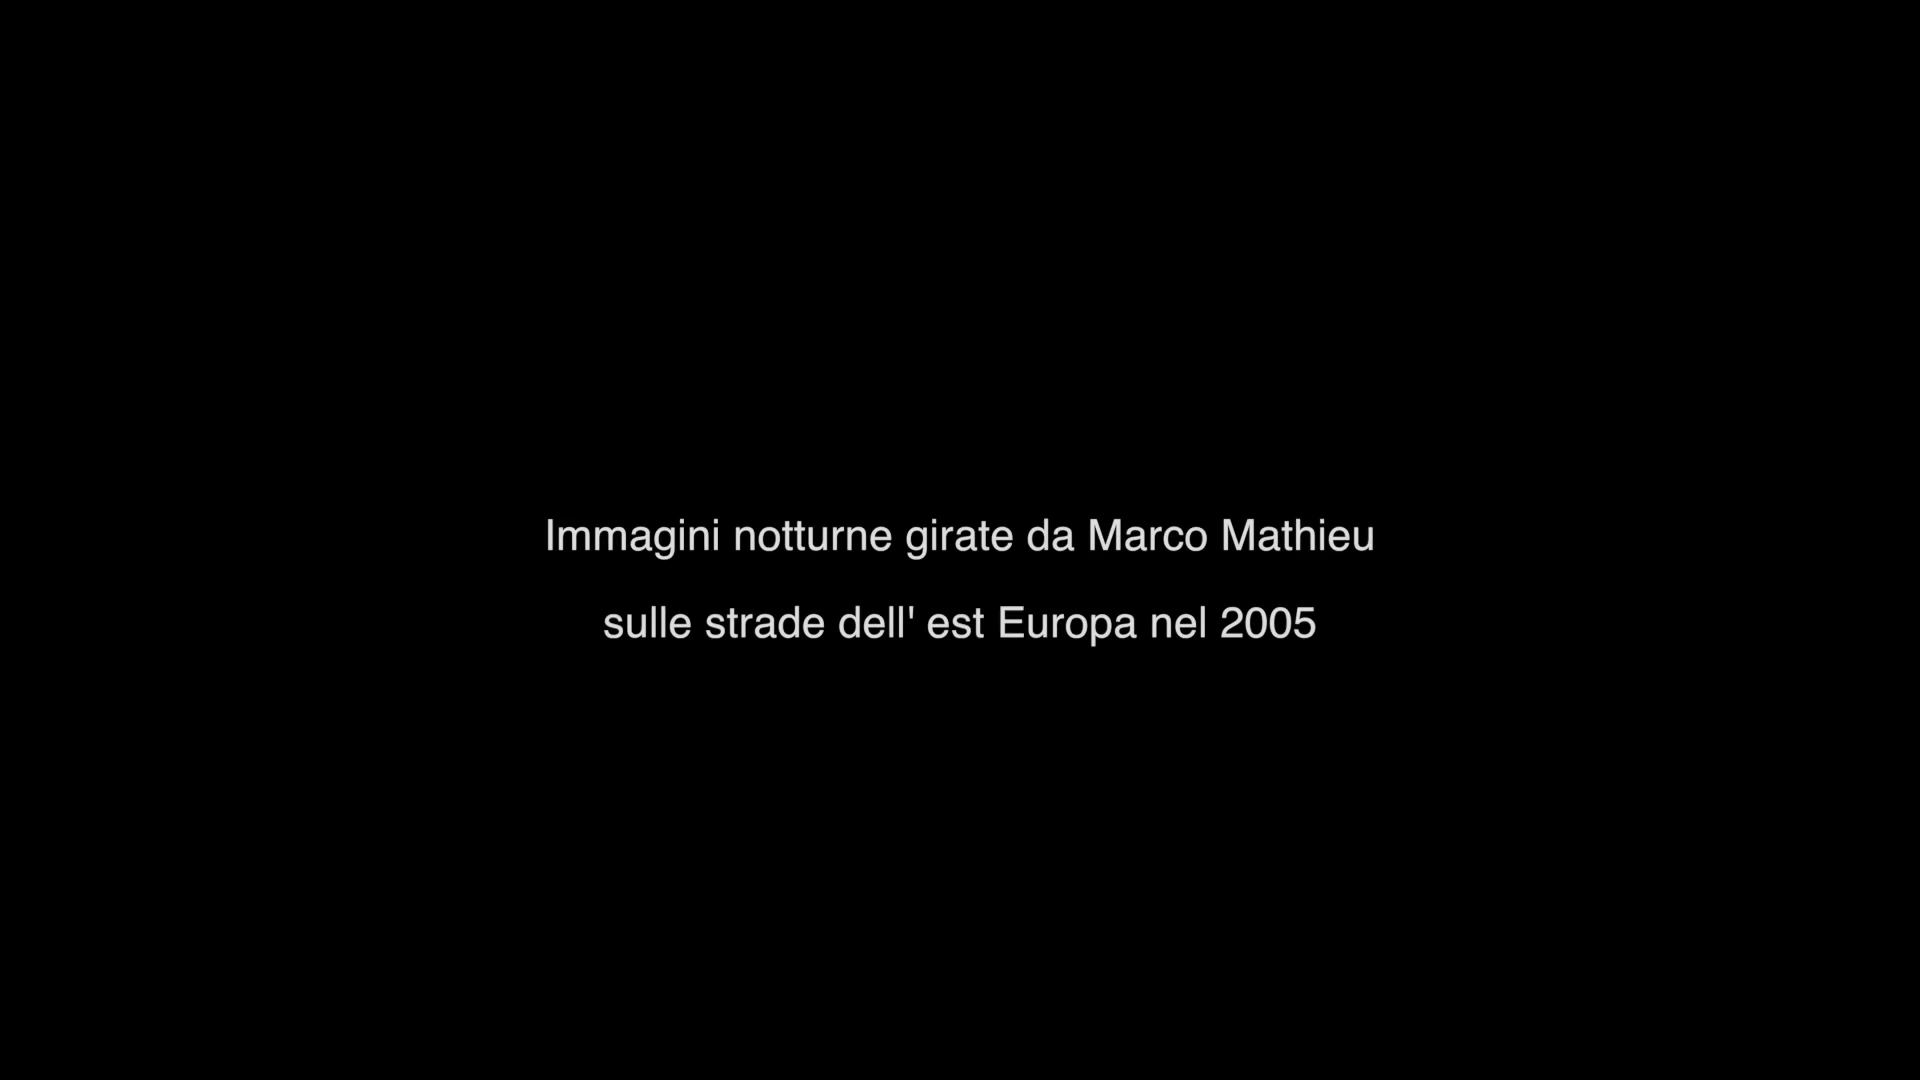 Immagini notturne girate da Marco Mathieu
sulle strade dell' est Europa nel 2005